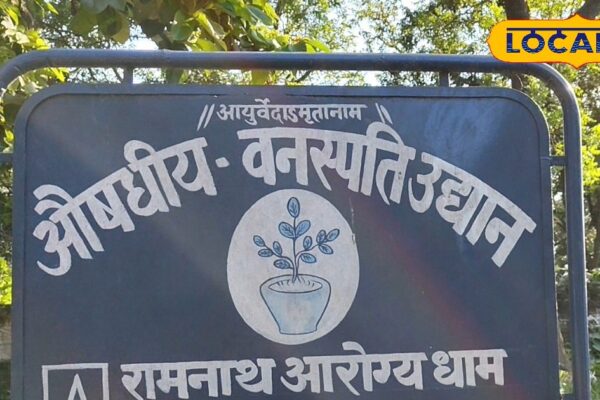 LOCAL
॥आयुर्वेदाऽमृतानाम॥
औषधीय - वनस्पति उद्यान
रामनाथ आरोग्य धाम